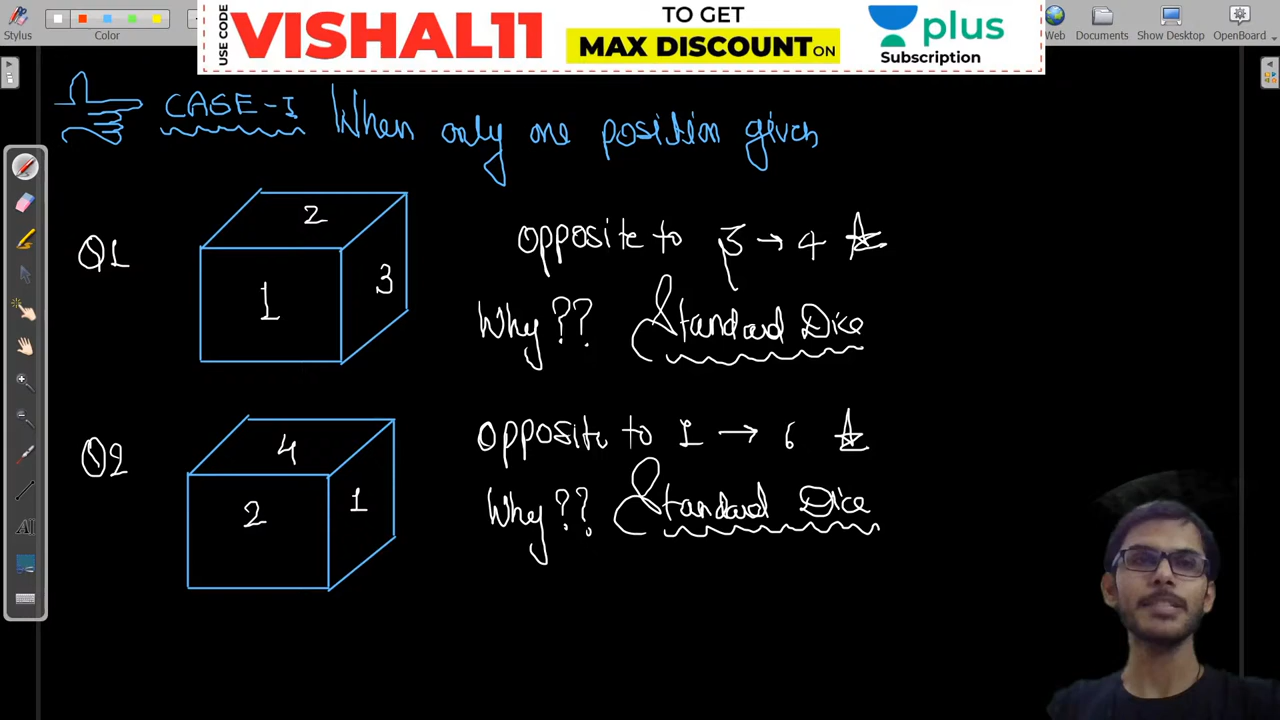 Stylus
Color
USE CODE
VISHAL11
TO GET
MAX DISCOUNT ON
plus
Subscription
Web
Documents
Show Desktop
OpenBoard
CASE-I When only one position given
Q1
2
1
3
opposite to 3 → 4
Why ?? Standard Dice
Q2
4
2
1
opposite to 1 → 6
Why ?? Standard Dice
AI